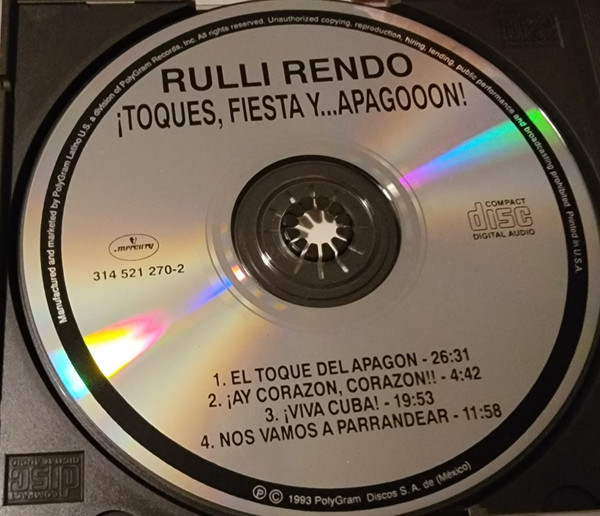 Manufactured and marketed by PolyGram Latino U.S. a division of PolyGram Records, Inc. All rights reserved. Unauthorized copying, reproduction, hiring, lending, public performance and broadcasting prohibited. Printed in U.S.A.
RULLI RENDO
¡TOQUES, FIESTA Y...APAGOOON!
mercury
314 521 270-2
COMPACT
disc
DIGITAL AUDIO
1. EL TOQUE DEL APAGON - 26:31
2. ¡AY CORAZON, CORAZON!! - 4:42
3. ¡VIVA CUBA! - 19:53
4. NOS VAMOS A PARRANDEAR - 11:58
Ⓟ © 1993 PolyGram Discos S. A. de (México)